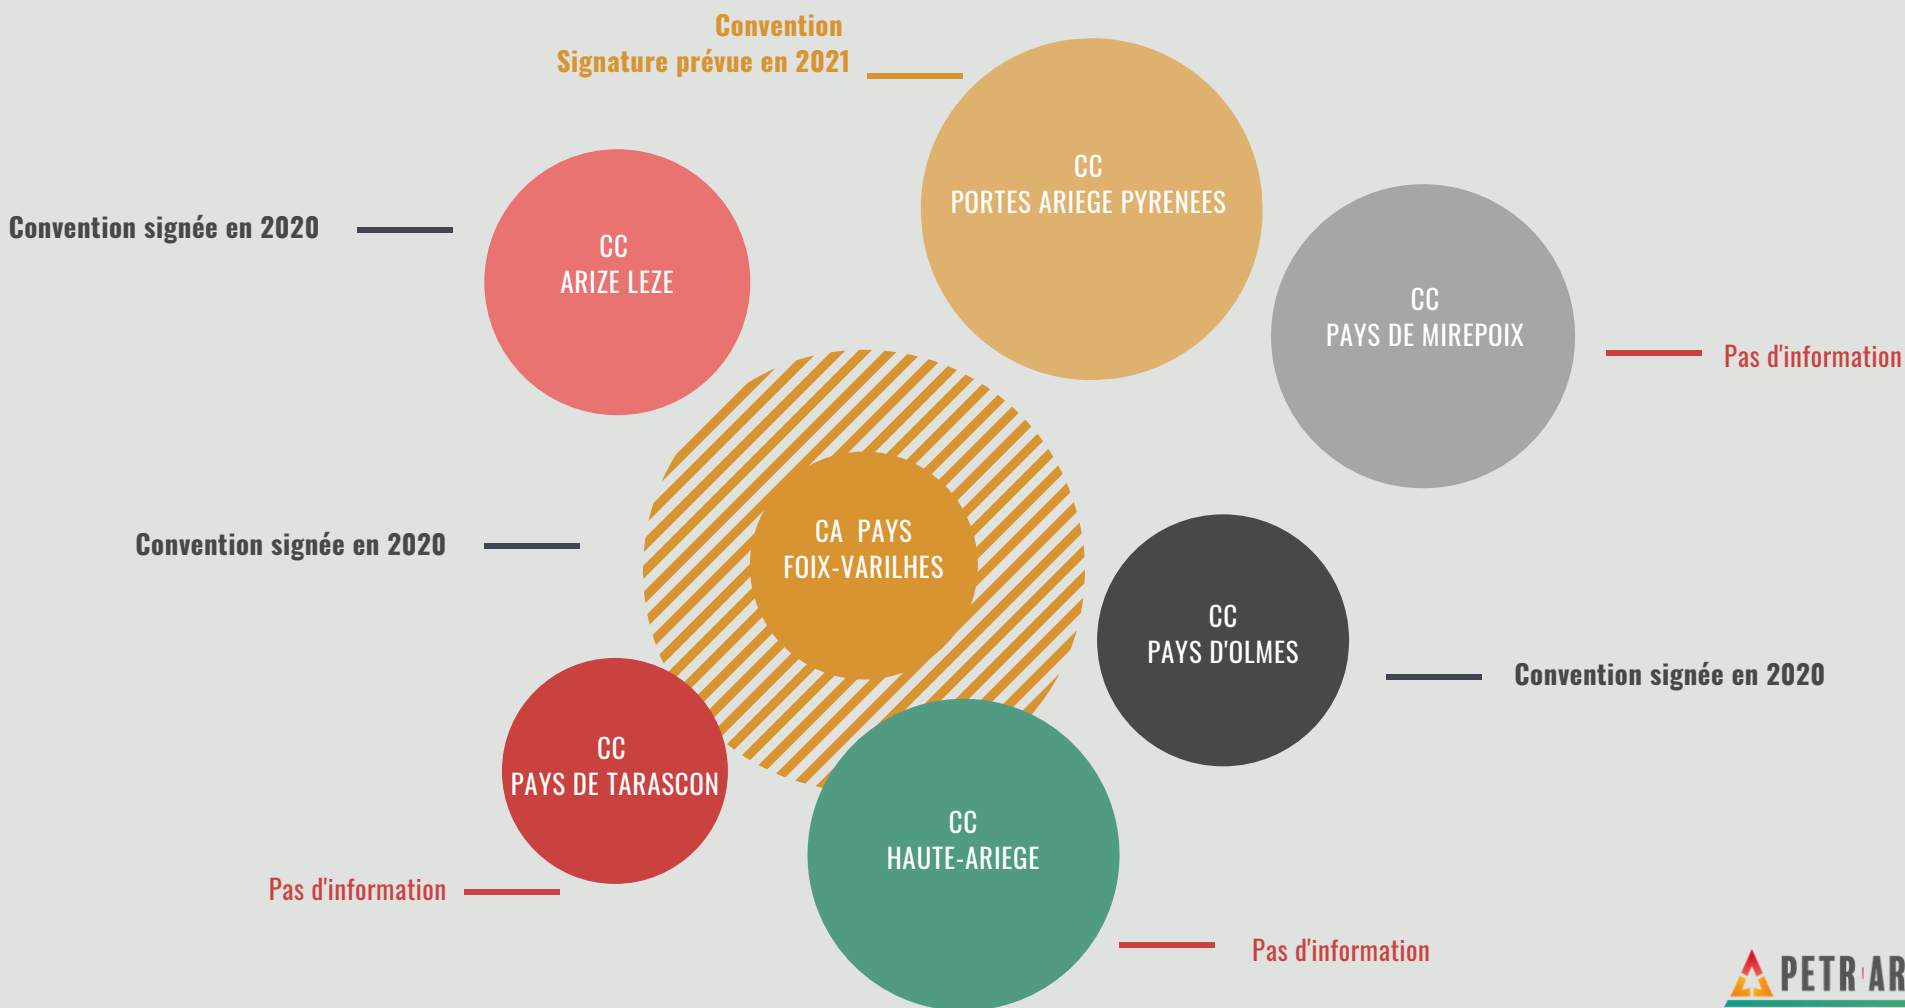 Convention
Signature prévue en 2021
CC
PORTES ARIEGE PYRENEES
Convention signée en 2020
CC
ARIZE LEZE
CC
PAYS DE MIREPOIX
Pas d'information
Convention signée en 2020
CA PAYS
FOIX-VARILHES
CC
PAYS D'OLMES
Convention signée en 2020
CC
PAYS DE TARASCON
Pas d'information
CC
HAUTE-ARIEGE
Pas d'information
PETR AR